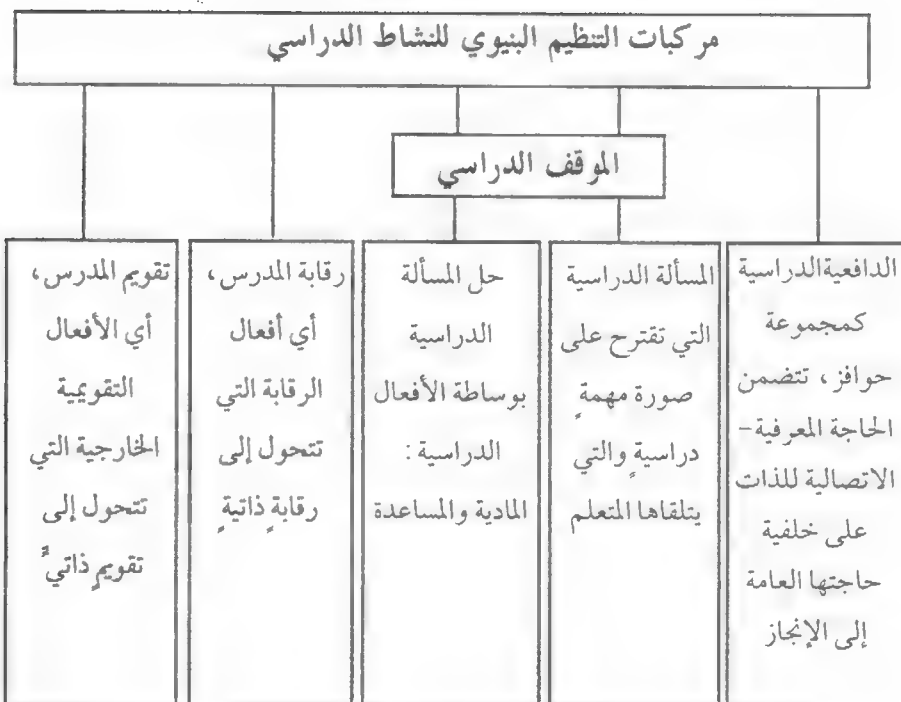 مركبات التنظيم البنيوي للنشاط الدراسي
الموقف الدراسي
الدافعية الدراسية
كمجموعة
حوافز، تتضمن
الحاجة المعرفية -
الاتصالية للذات
على خلفية
حاجتها العامة
إلى الإنجاز
المسألة الدراسية
التي تقترح على
صورة مهمةٍ
دراسيةٍ والتي
يتلقاها المتعلم
حل المسألة
الدراسية
بوساطة الأفعال
الدراسية :
المادية والمساعدة
رقابة المدرس،
أي أفعال
الرقابة التي
تتحول إلى
رقابةٍ ذاتيةٍ
تقويم المدرس،
أي الأفعال
التقويمية
الخارجية التي
تتحول إلى
تقويمٍ ذاتيٍّ